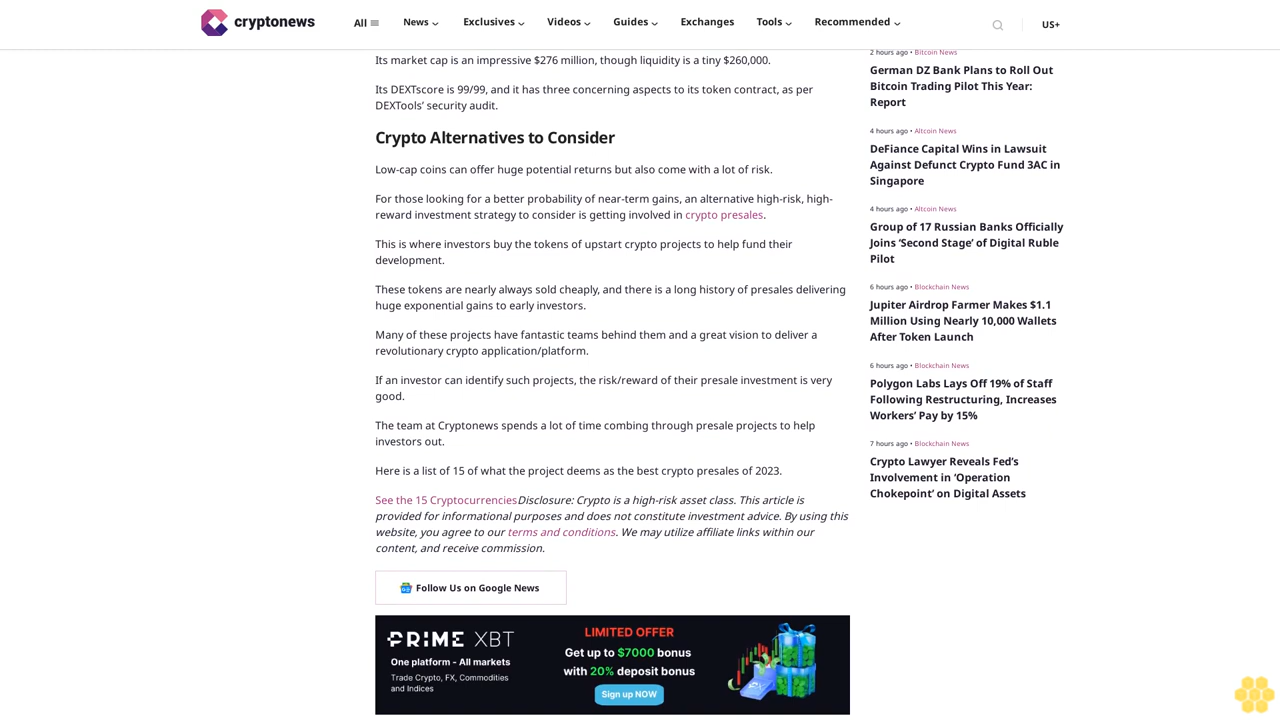 cryptonews
All
News
Exclusives
Videos
Guides
Exchanges
Tools
Recommended
US+
Its market cap is an impressive $276 million, though liquidity is a tiny $260,000.
Its DEXTscore is 99/99, and it has three concerning aspects to its token contract, as per
DEXTools’ security audit.
Crypto Alternatives to Consider
Low-cap coins can offer huge potential returns but also come with a lot of risk.
For those looking for a better probability of near-term gains, an alternative high-risk, high-
reward investment strategy to consider is getting involved in crypto presales.
This is where investors buy the tokens of upstart crypto projects to help fund their
development.
These tokens are nearly always sold cheaply, and there is a long history of presales delivering
huge exponential gains to early investors.
Many of these projects have fantastic teams behind them and a great vision to deliver a
revolutionary crypto application/platform.
If an investor can identify such projects, the risk/reward of their presale investment is very
good.
The team at Cryptonews spends a lot of time combing through presale projects to help
investors out.
Here is a list of 15 of what the project deems as the best crypto presales of 2023.
See the 15 CryptocurrenciesDisclosure: Crypto is a high-risk asset class. This article is
provided for informational purposes and does not constitute investment advice. By using this
website, you agree to our terms and conditions. We may utilize affiliate links within our
content, and receive commission.
Follow Us on Google News
PRIME XBT
One platform - All markets
Trade Crypto, FX, Commodities
and Indices
LIMITED OFFER
Get up to $7000 bonus
with 20% deposit bonus
Sign up NOW
2 hours ago • Bitcoin News
German DZ Bank Plans to Roll Out
Bitcoin Trading Pilot This Year:
Report
4 hours ago • Altcoin News
DeFiance Capital Wins in Lawsuit
Against Defunct Crypto Fund 3AC in
Singapore
4 hours ago • Altcoin News
Group of 17 Russian Banks Officially
Joins ‘Second Stage’ of Digital Ruble
Pilot
6 hours ago • Blockchain News
Jupiter Airdrop Farmer Makes $1.1
Million Using Nearly 10,000 Wallets
After Token Launch
6 hours ago • Blockchain News
Polygon Labs Lays Off 19% of Staff
Following Restructuring, Increases
Workers’ Pay by 15%
7 hours ago • Blockchain News
Crypto Lawyer Reveals Fed’s
Involvement in ‘Operation
Chokepoint’ on Digital Assets